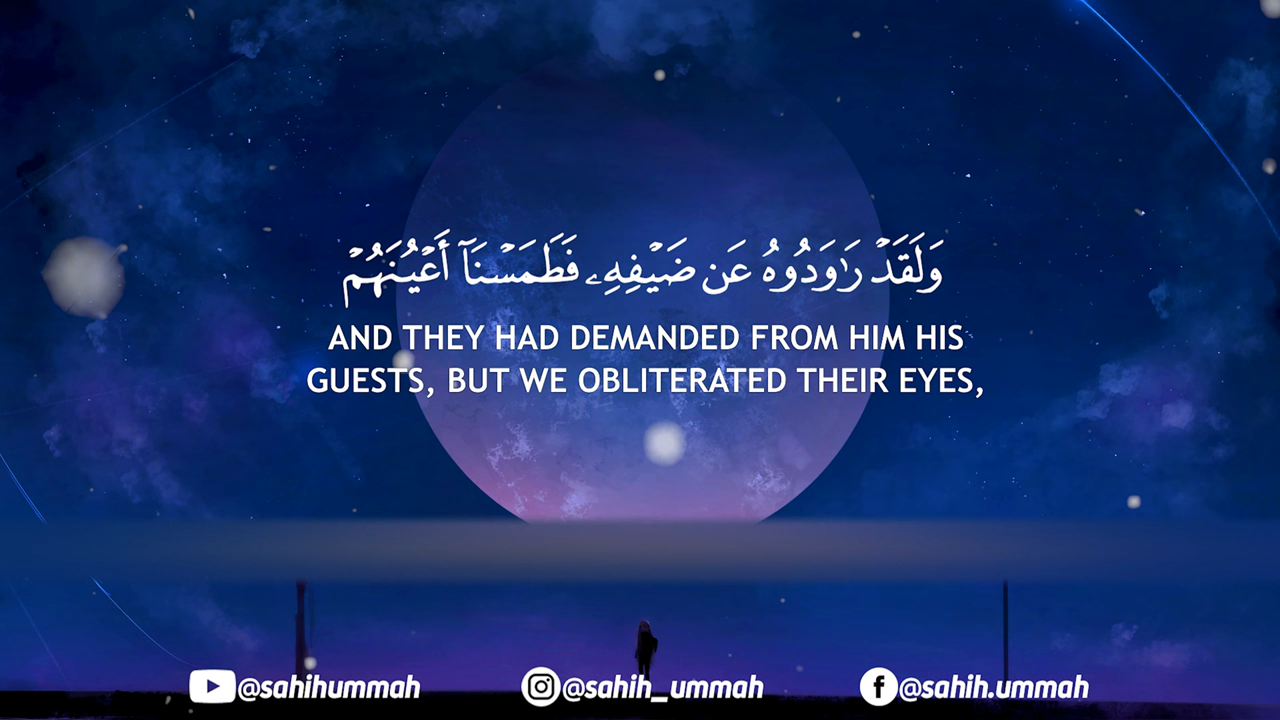 وَلَقَدْ رَٰوَدُوهُ عَن ضَيْفِهِۦ فَطَمَسْنَآ أَعْيُنَهُمْ
AND THEY HAD DEMANDED FROM HIM HIS
GUESTS, BUT WE OBLITERATED THEIR EYES,
@sahihummah @sahih_ummah @sahih.ummah